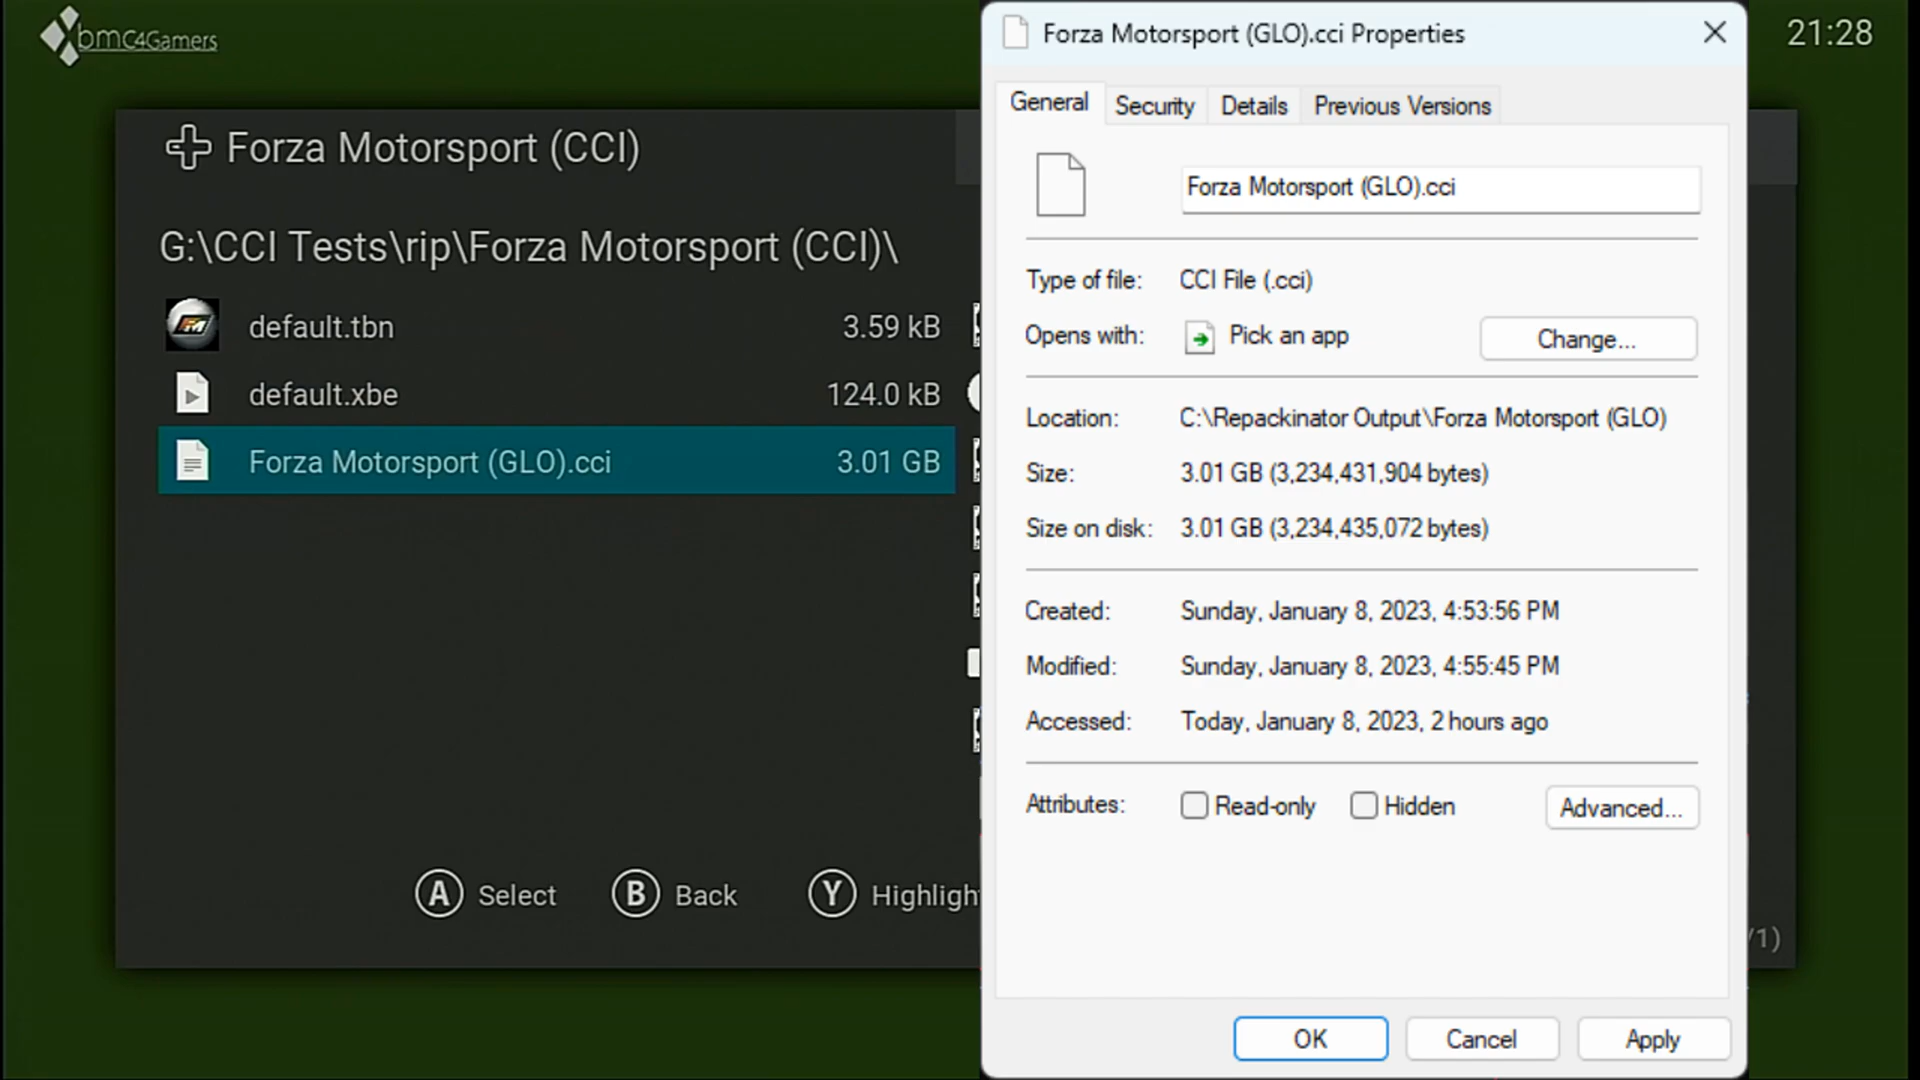 bmc4Gamers
Forza Motorsport (CCI)
G:\CCI Tests\rip\Forza Motorsport (CCI)\
default.tbn 3.59 kB
default.xbe 124.0 kB
Forza Motorsport (GLO).cci 3.01 GB
A Select B Back Y Highligh
Forza Motorsport (GLO).cci Properties
21:28
General Security Details Previous Versions
Forza Motorsport (GLO).cci
Type of file: CCI File (.cci)
Opens with: Pick an app Change...
Location: C:\Repackinator Output\Forza Motorsport (GLO)
Size: 3.01 GB (3,234,431,904 bytes)
Size on disk: 3.01 GB (3,234,435,072 bytes)
Created: Sunday, January 8, 2023, 4:53:56 PM
Modified: Sunday, January 8, 2023, 4:55:45 PM
Accessed: Today, January 8, 2023, 2 hours ago
Attributes: Read-only Hidden Advanced...
/1)
OK Cancel Apply